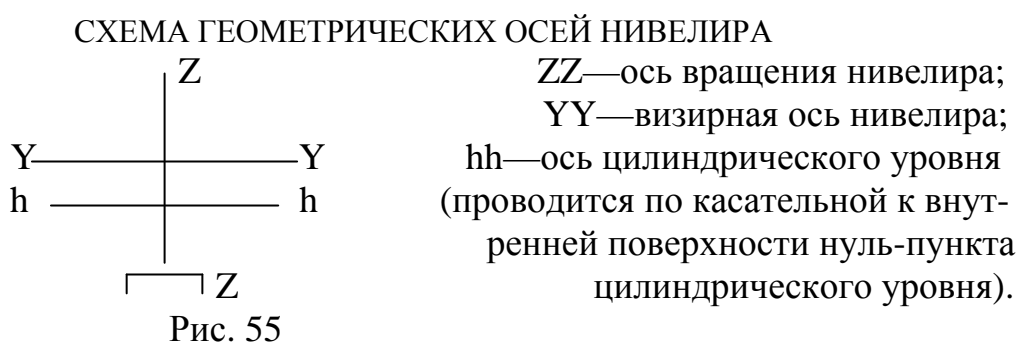 СХЕМА ГЕОМЕТРИЧЕСКИХ ОСЕЙ НИВЕЛИРА
Z ZZ—ось вращения нивелира;
YY—визирная ось нивелира;
Y Y hh—ось цилиндрического уровня
h h (проводится по касательной к внут-
ренней поверхности нуль-пункта
Z цилиндрического уровня).
Рис. 55